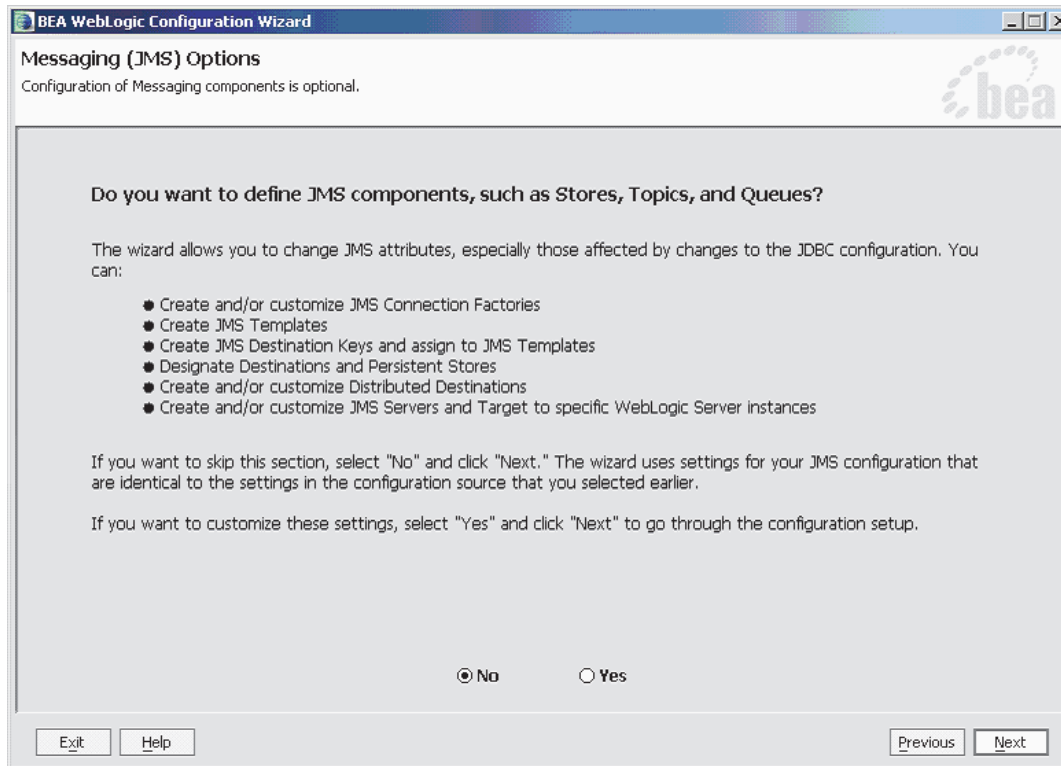 BEA WebLogic Configuration Wizard
Messaging (JMS) Options
Configuration of Messaging components is optional.
bea
Do you want to define JMS components, such as Stores, Topics, and Queues?
The wizard allows you to change JMS attributes, especially those affected by changes to the JDBC configuration. You
can:
Create and/or customize JMS Connection Factories
Create JMS Templates
Create JMS Destination Keys and assign to JMS Templates
Designate Destinations and Persistent Stores
Create and/or customize Distributed Destinations
Create and/or customize JMS Servers and Target to specific WebLogic Server instances
If you want to skip this section, select "No" and click "Next." The wizard uses settings for your JMS configuration that
are identical to the settings in the configuration source that you selected earlier.
If you want to customize these settings, select "Yes" and click "Next" to go through the configuration setup.
No Yes
Exit Help Previous Next